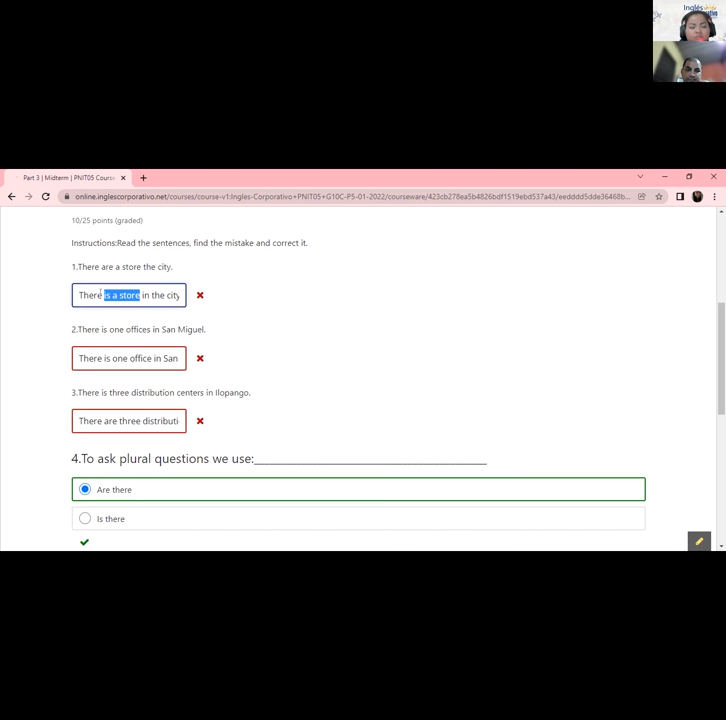 Inglés
Part 3 | Midterm | PNIT05 Course
online.inglescorporativo.net/courses/course-v1:Ingles-Corporativo+PNIT05+G10C-P5-01-2022/courseware/423cb278ea5b4826bdf1519ebd537a43/eedddd5dde36468b...
10/25 points (graded)
Instructions:Read the sentences, find the mistake and correct it.
1.There are a store the city.
There is a store in the city
2.There is one offices in San Miguel.
There is one office in San
3.There is three distribution centers in Ilopango.
There are three distributi
4.To ask plural questions we use:______________________________________________
Are there
Is there